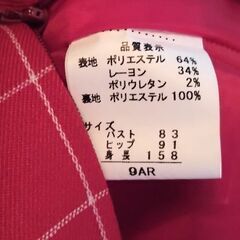 品質表示
表地 ポリエステル 64%
レーヨン 34%
ポリウレタン 2%
裏地 ポリエステル 100%
サイズ
バスト 83
ヒップ 91
身長 158
9AR